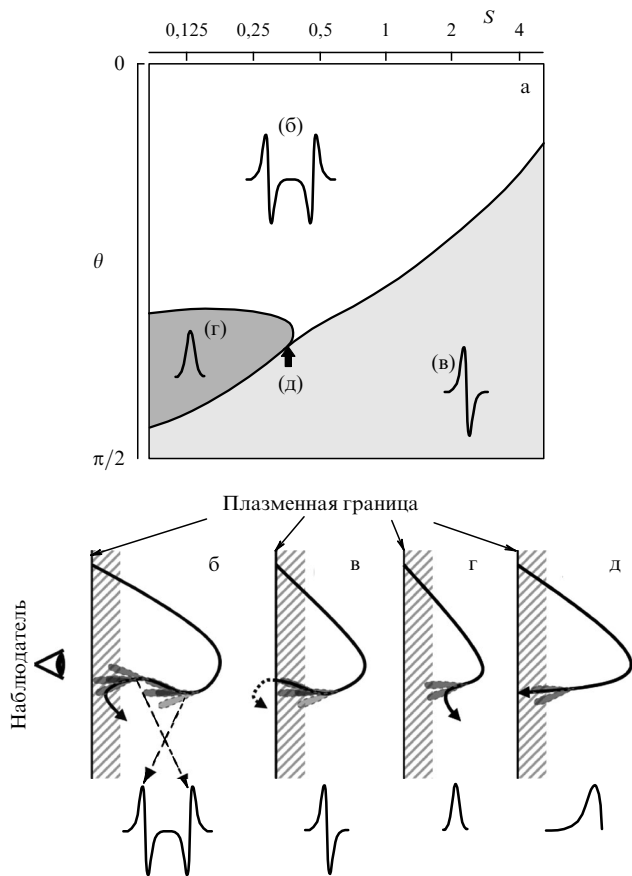 S
0,125 0,25 0,5 1 2 4
0
а
(б)
θ
(г)
(в)
(д)
π/2
Плазменная граница
б в г д
Наблюдатель